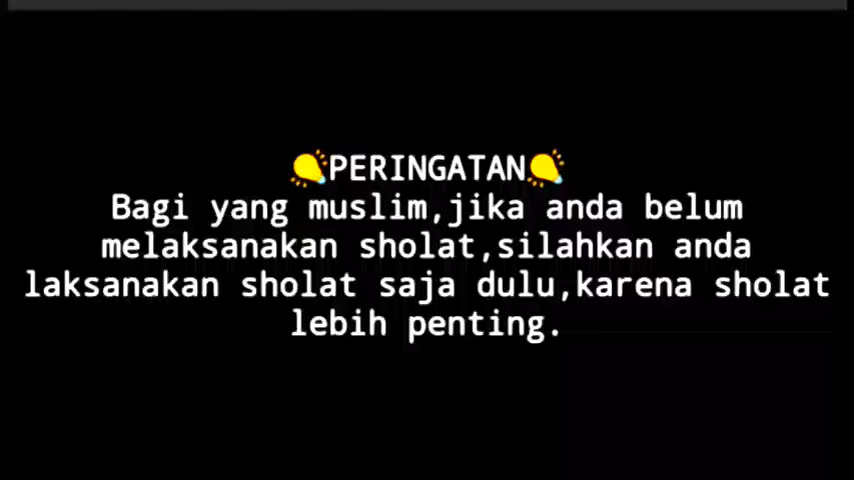 💡PERINGATAN💡
Bagi yang muslim,jika anda belum
melaksanakan sholat,silahkan anda
laksanakan sholat saja dulu,karena sholat
lebih penting.